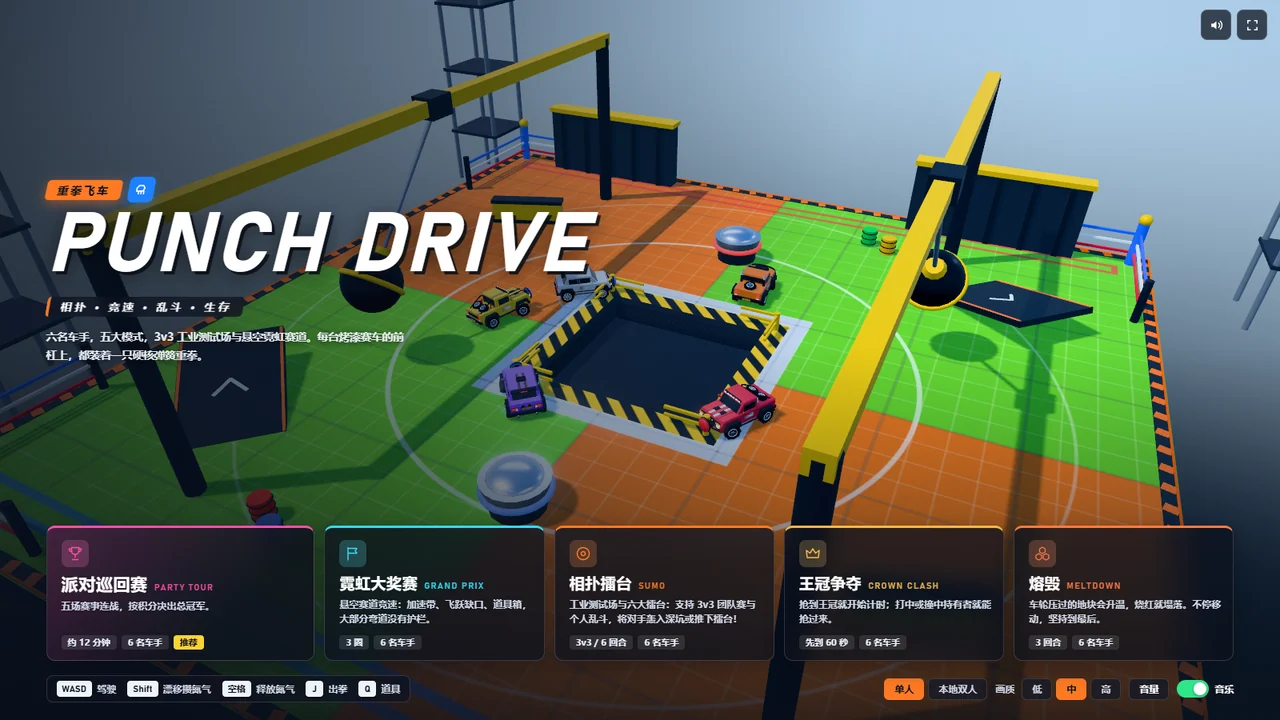 重拳飞车
PUNCH DRIVE
相扑 • 竞速 • 乱斗 • 生存
六名车手，五大模式，3v3 工业测试场与悬空霓虹赛道。每台烤漆赛车的前
杠上，都装着一只硬核弹簧重拳。
派对巡回赛 PARTY TOUR
五场赛事连战，按积分决出总冠军。
约 12 分钟 6 名车手 推荐
霓虹大奖赛 GRAND PRIX
悬空赛道竞速：加速带、飞跃缺口、道具箱，
大部分弯道没有护栏。
3 圈 6 名车手
相扑擂台 SUMO
工业测试场与六大擂台：支持 3v3 团队赛与
个人乱斗，将对手轰入深坑或推下擂台！
3v3 / 6 回合 6 名车手
王冠争夺 CROWN CLASH
抢到王冠就开始计时；打中或撞中持有者就能
抢过来。
先到 60 秒 6 名车手
熔毁 MELTDOWN
车轮压过的地块会升温，烧红就塌落。不停移
动，坚持到最后。
3 回合 6 名车手
WASD 驾驶 Shift 漂移攒氮气 空格 释放氮气 J 出拳 Q 道具
单人 本地双人 画质 低 中 高 音量 音乐